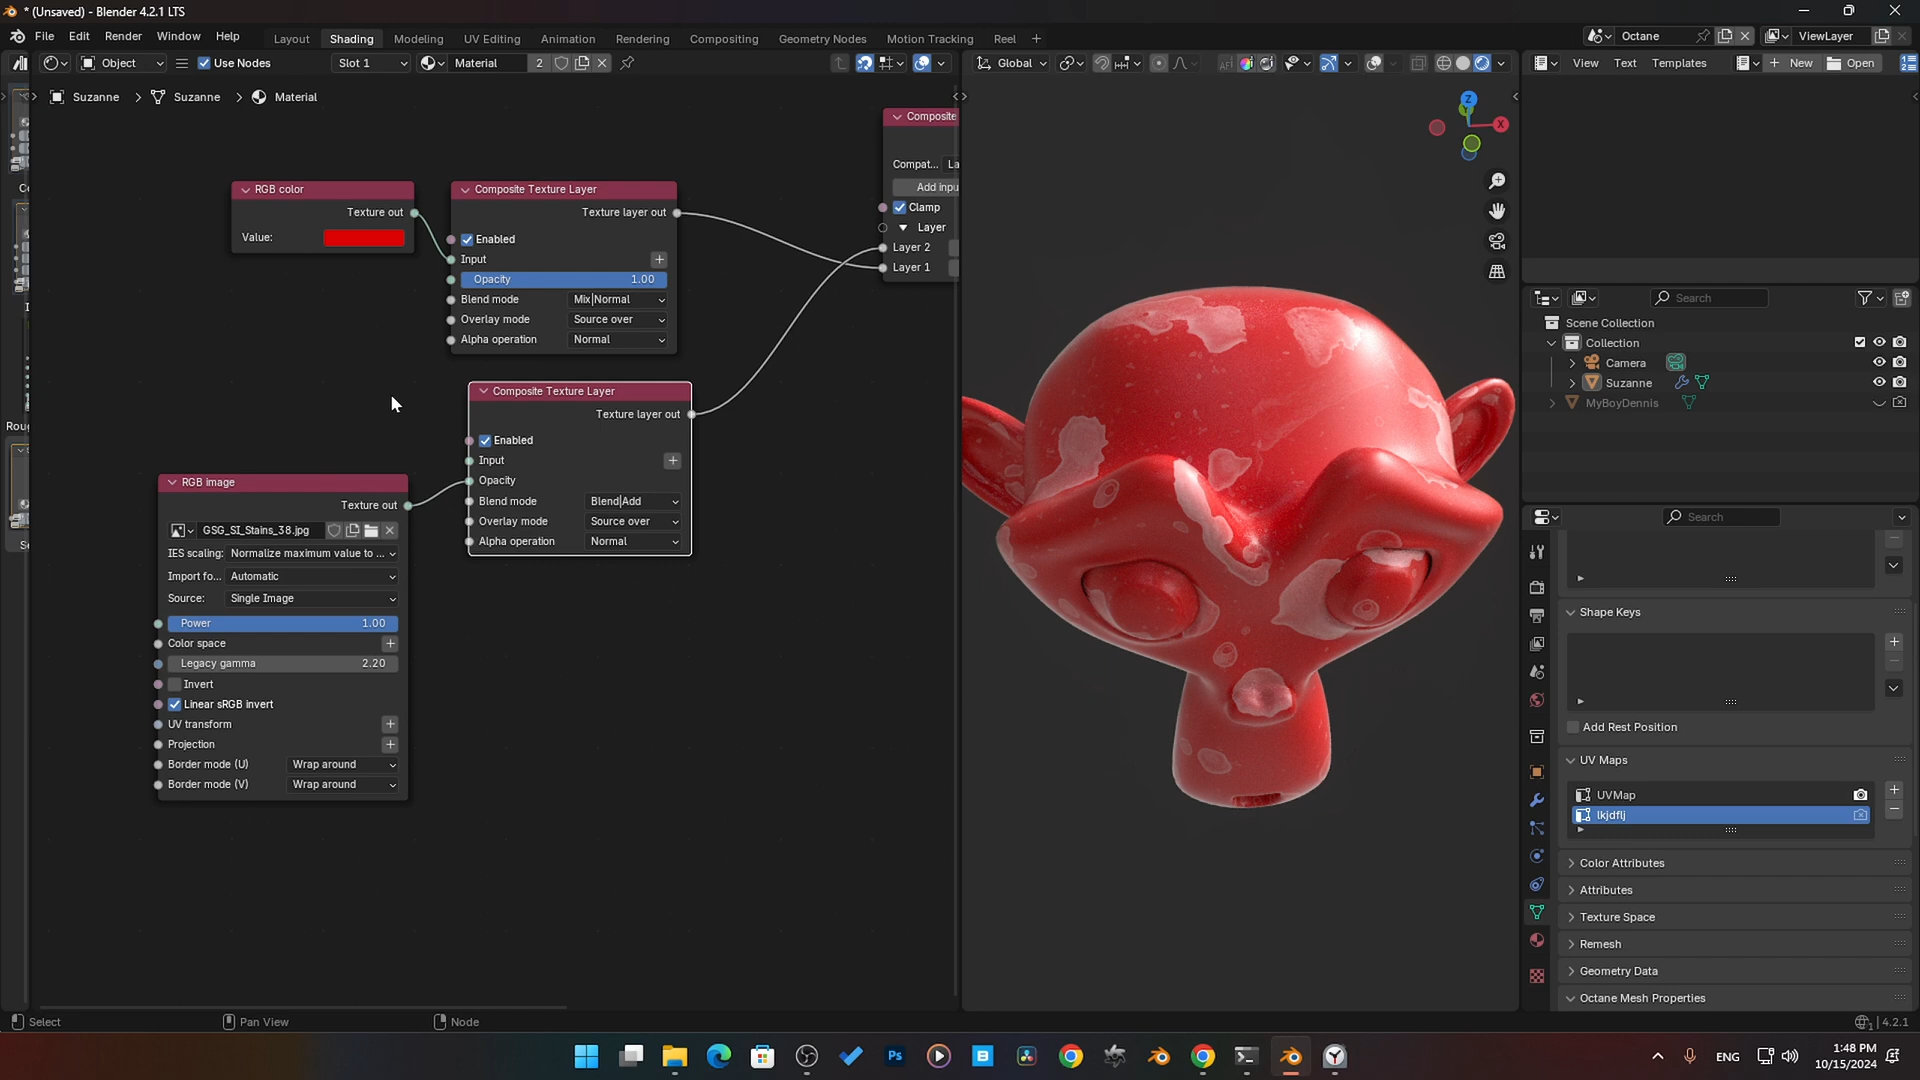 * (Unsaved) - Blender 4.2.1 LTS
File Edit Render Window Help Layout Shading Modeling UV Editing Animation Rendering Compositing Geometry Nodes Motion Tracking Reel + Octane ViewLayer
Object Use Nodes Slot 1 Material 2 Global View Text Templates New Open
Suzanne > Suzanne > Material
RGB color
Texture out
Value:
Composite Texture Layer
Texture layer out
Enabled
Input
Opacity 1.00
Blend mode Mix|Normal
Overlay mode Source over
Alpha operation Normal
Composite
Compat... La
Add inpu
Clamp
Layer
Layer 2
Layer 1
Composite Texture Layer
Texture layer out
Enabled
Input
Opacity
Blend mode Blend|Add
Overlay mode Source over
Alpha operation Normal
Roug
RGB image
Texture out
GSG_SI_Stains_38.jpg
IES scaling: Normalize maximum value to ...
Import fo... Automatic
Source: Single Image
Power 1.00
Color space
Legacy gamma 2.20
Invert
Linear sRGB invert
UV transform
Projection
Border mode (U) Wrap around
Border mode (V) Wrap around
Z
X
Search
Scene Collection
Collection
Camera
Suzanne
MyBoyDennis
Search
Shape Keys
Add Rest Position
UV Maps
UVMap
lkjdflj
Color Attributes
Attributes
Texture Space
Remesh
Geometry Data
Octane Mesh Properties
Select Pan View Node 4.2.1
ENG
1:48 PM
10/15/2024